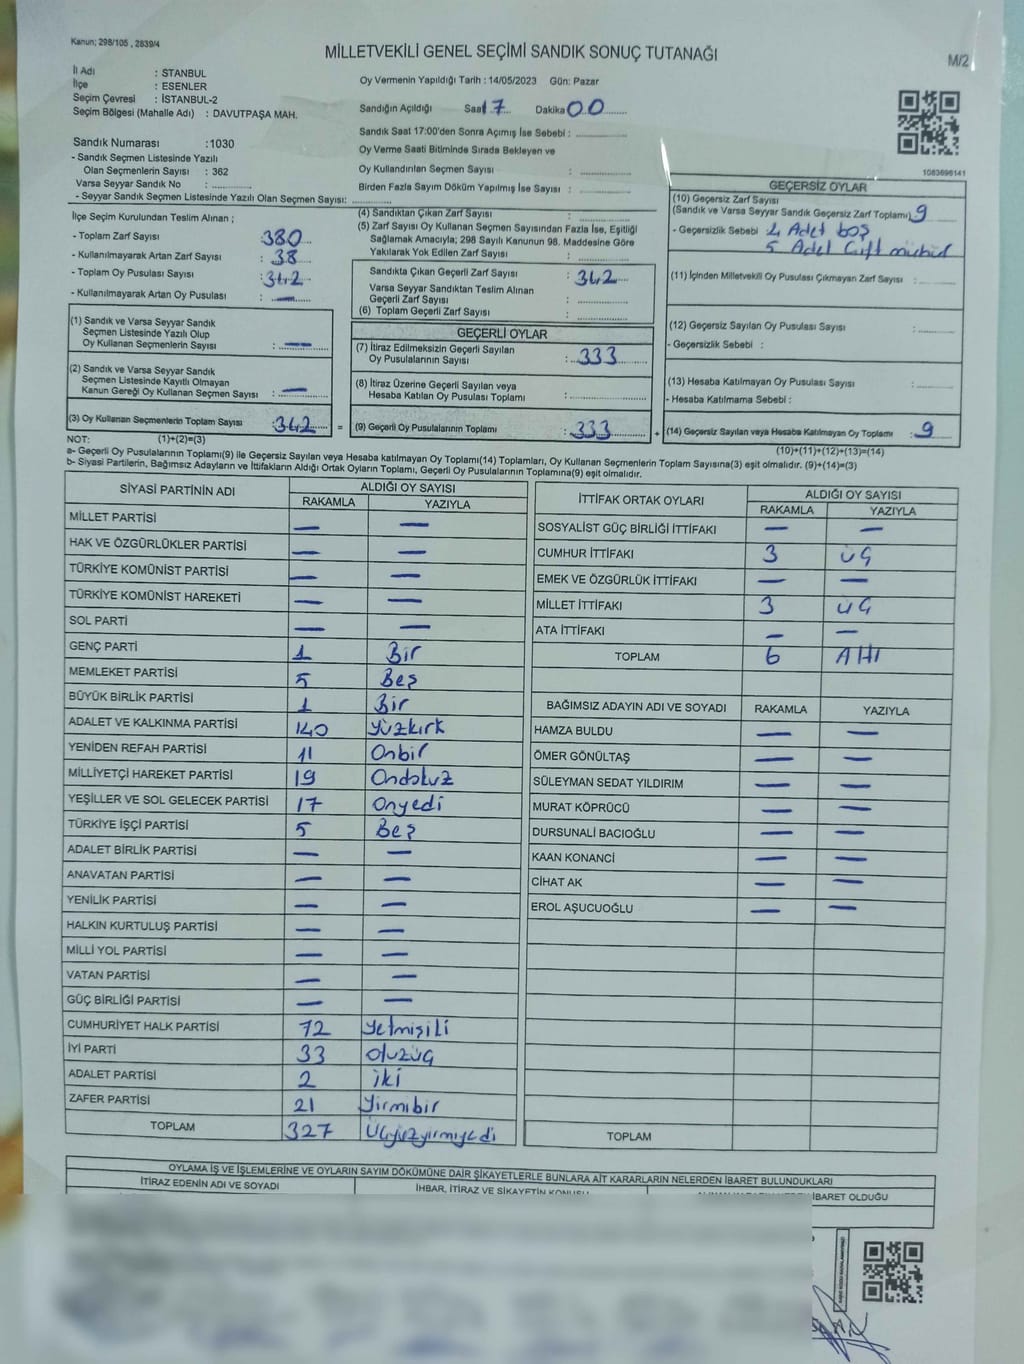 Kanun; 298/105 , 2839/4
MİLLETVEKİLİ GENEL SEÇİMİ SANDIK SONUÇ TUTANAĞI
M/2
İl Adı : STANBUL
İlçe : ESENLER
Seçim Çevresi : İSTANBUL-2
Seçim Bölgesi (Mahalle Adı) : DAVUTPAŞA MAH.
Sandık Numarası :1030
- Sandık Seçmen Listesinde Yazılı
Olan Seçmenlerin Sayısı : 362
Varsa Seyyar Sandık No : ............
- Seyyar Sandık Seçmen Listesinde Yazılı Olan Seçmen Sayısı: ............
Oy Vermenin Yapıldığı Tarih : 14/05/2023 Gün: Pazar
Sandığın Açıldığı Saat 17 Dakika 00
Sandık Saat 17:00'den Sonra Açımış İse Sebebi : ............
Oy Verme Saati Bitiminde Sırada Bekleyen ve
Oy Kullandırılan Seçmen Sayısı : ............
Birden Fazla Sayım Döküm Yapılmış İse Sayısı : ............
1083696141
İlçe Seçim Kurulundan Teslim Alınan ;
- Toplam Zarf Sayısı : 380
- Kullanılmayarak Artan Zarf Sayısı : 38
- Toplam Oy Pusulası Sayısı : 342
- Kullanılmayarak Artan Oy Pusulası : —
(1) Sandık ve Varsa Seyyar Sandık
Seçmen Listesinde Yazılı Olup
Oy Kullanan Seçmenlerin Sayısı : —
(2) Sandık ve Varsa Seyyar Sandık
Seçmen Listesinde Kayıtlı Olmayan
Kanun Gereği Oy Kullanan Seçmen Sayısı : —
(3) Oy Kullanan Seçmenlerin Toplam Sayısı : 342 =
(4) Sandıktan Çıkan Zarf Sayısı : ............
(5) Zarf Sayısı Oy Kullanan Seçmen Sayısından Fazla İse, Eşitliği
Sağlamak Amacıyla; 298 Sayılı Kanunun 98. Maddesine Göre
Yakılarak Yok Edilen Zarf Sayısı : ............
Sandıkta Çıkan Geçerli Zarf Sayısı : 342
Varsa Seyyar Sandıktan Teslim Alınan
Geçerli Zarf Sayısı : ............
(6) Toplam Geçerli Zarf Sayısı : ............
GEÇERLİ OYLAR
(7) İtiraz Edilmeksizin Geçerli Sayılan
Oy Pusulalarının Sayısı : 333
(8) İtiraz Üzerine Geçerli Sayılan veya
Hesaba Katılan Oy Pusulası Toplamı : ............
(9) Geçerli Oy Pusulalarının Toplamı : 333 +
GEÇERSİZ OYLAR
(10) Geçersiz Zarf Sayısı
(Sandık ve Varsa Seyyar Sandık Geçersiz Zarf Toplamı) 9
- Geçersizlik Sebebi : 4 Adet boş
5 Adet Çift mühür
(11) İçinden Milletvekili Oy Pusulası Çıkmayan Zarf Sayısı : ............
(12) Geçersiz Sayılan Oy Pusulası Sayısı : ............
- Geçersizlik Sebebi :
(13) Hesaba Katılmayan Oy Pusulası Sayısı : ............
- Hesaba Katılmama Sebebi :
(14) Geçersiz Sayılan veya Hesaba Katılmayan Oy Toplamı : 9
NOT: (1)+(2)=(3) (10)+(11)+(12)+(13)=(14)
a- Geçerli Oy Pusulalarının Toplamı(9) ile Geçersiz Sayılan veya Hesaba katılmayan Oy Toplamı(14) Toplamları, Oy Kullanan Seçmenlerin Toplam Sayısına(3) eşit olmalıdır. (9)+(14)=(3)
b- Siyasi Partilerin, Bağımsız Adayların ve İttifakların Aldığı Ortak Oyların Toplamı, Geçerli Oy Pusulalarının Toplamına(9) eşit olmalıdır.
SİYASİ PARTİNİN ADI ALDIĞI OY SAYISI
RAKAMLA YAZIYLA
MİLLET PARTİSİ — —
HAK VE ÖZGÜRLÜKLER PARTİSİ — —
TÜRKİYE KOMÜNİST PARTİSİ — —
TÜRKİYE KOMÜNİST HAREKETİ — —
SOL PARTİ — —
GENÇ PARTİ 1 Bir
MEMLEKET PARTİSİ 5 Beş
BÜYÜK BİRLİK PARTİSİ 1 Bir
ADALET VE KALKINMA PARTİSİ 140 Yüzkırk
YENİDEN REFAH PARTİSİ 11 Onbir
MİLLİYETÇİ HAREKET PARTİSİ 19 Ondokuz
YEŞİLLER VE SOL GELECEK PARTİSİ 17 Onyedi
TÜRKİYE İŞÇİ PARTİSİ 5 Beş
ADALET BİRLİK PARTİSİ — —
ANAVATAN PARTİSİ — —
YENİLİK PARTİSİ — —
HALKIN KURTULUŞ PARTİSİ — —
MİLLİ YOL PARTİSİ — —
VATAN PARTİSİ — —
GÜÇ BİRLİĞİ PARTİSİ — —
CUMHURİYET HALK PARTİSİ 72 Yetmişiki
İYİ PARTİ 33 Otuzüç
ADALET PARTİSİ 2 iki
ZAFER PARTİSİ 21 Yirmibir
TOPLAM 327 Üçyüzyirmiyedi
İTTİFAK ORTAK OYLARI ALDIĞI OY SAYISI
RAKAMLA YAZIYLA
SOSYALİST GÜÇ BİRLİĞİ İTTİFAKI — —
CUMHUR İTTİFAKI 3 üç
EMEK VE ÖZGÜRLÜK İTTİFAKI — —
MİLLET İTTİFAKI 3 üç
ATA İTTİFAKI — —
TOPLAM 6 Altı
BAĞIMSIZ ADAYIN ADI VE SOYADI RAKAMLA YAZIYLA
HAMZA BULDU — —
ÖMER GÖNÜLTAŞ — —
SÜLEYMAN SEDAT YILDIRIM — —
MURAT KÖPRÜCÜ — —
DURSUNALİ BACIOĞLU — —
KAAN KONANCİ — —
CİHAT AK — —
EROL AŞUCUOĞLU — —
TOPLAM
OYLAMA İŞ VE İŞLEMLERİNE VE OYLARIN SAYIM DÖKÜMÜNE DAİR ŞİKAYETLERLE BUNLARA AİT KARARLARIN NELERDEN İBARET BULUNDUKLARI
İTİRAZ EDENİN ADI VE SOYADI İHBAR, İTİRAZ VE ŞİKAYETİN KONUSU İBARET OLDUĞU